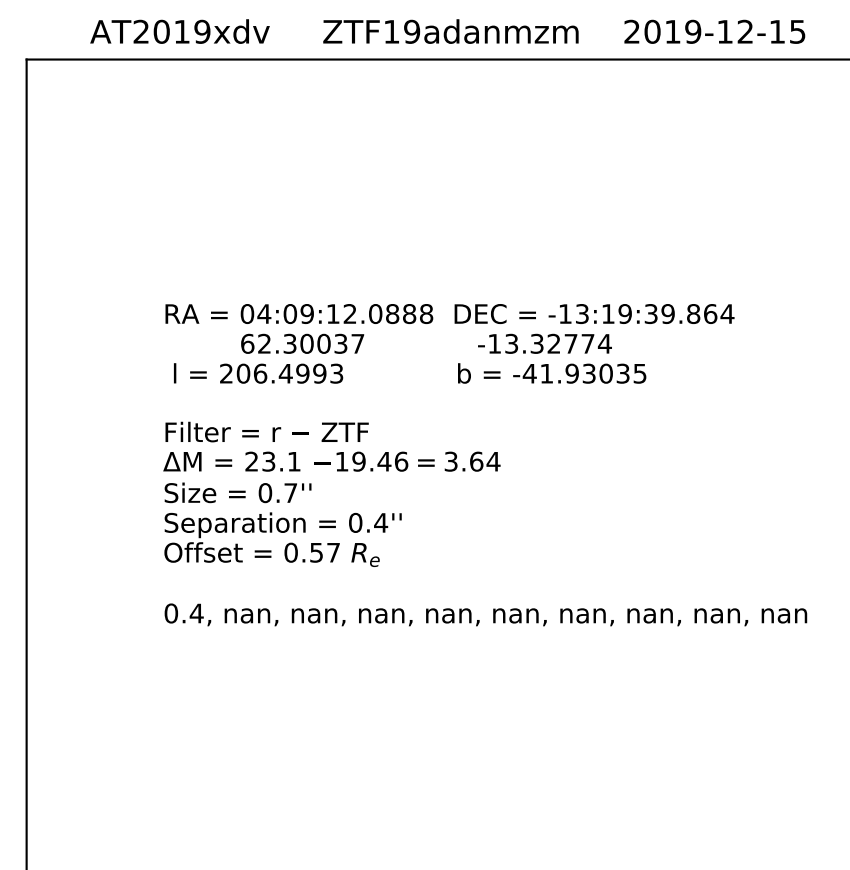 AT2019xdv ZTF19adanmzm 2019-12-15
RA = 04:09:12.0888 DEC = -13:19:39.864
62.30037 -13.32774
l = 206.4993 b = -41.93035
Filter = r − ZTF
ΔM = 23.1 −19.46 = 3.64
Size = 0.7''
Separation = 0.4''
Offset = 0.57 Rₑ
0.4, nan, nan, nan, nan, nan, nan, nan, nan, nan